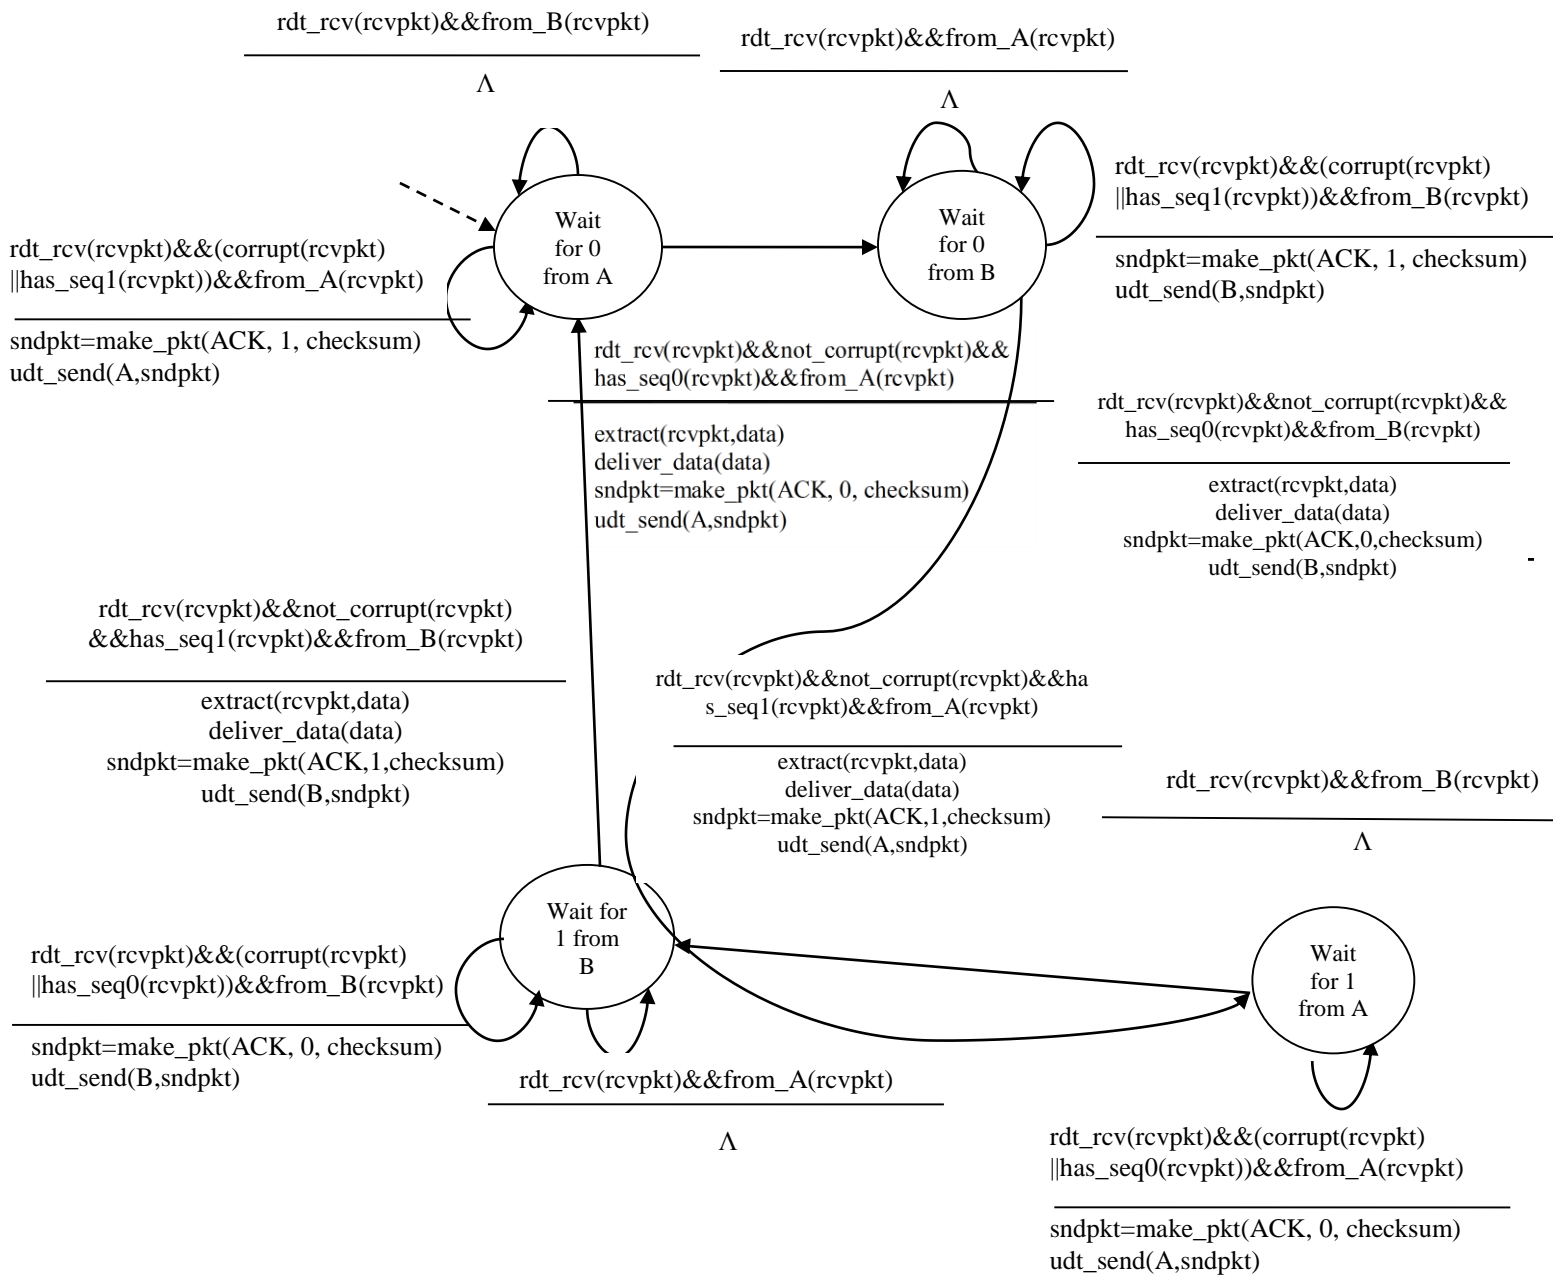 rdt_rcv(rcvpkt)&&from_B(rcvpkt)
Λ
rdt_rcv(rcvpkt)&&from_A(rcvpkt)
Λ
rdt_rcv(rcvpkt)&&(corrupt(rcvpkt)
||has_seq1(rcvpkt))&&from_B(rcvpkt)
sndpkt=make_pkt(ACK, 1, checksum)
udt_send(B,sndpkt)
Wait
for 0
from A
Wait
for 0
from B
rdt_rcv(rcvpkt)&&(corrupt(rcvpkt)
||has_seq1(rcvpkt))&&from_A(rcvpkt)
sndpkt=make_pkt(ACK, 1, checksum)
udt_send(A,sndpkt)
rdt_rcv(rcvpkt)&&not_corrupt(rcvpkt)&&
has_seq0(rcvpkt)&&from_A(rcvpkt)
extract(rcvpkt,data)
deliver_data(data)
sndpkt=make_pkt(ACK, 0, checksum)
udt_send(A,sndpkt)
rdt_rcv(rcvpkt)&&not_corrupt(rcvpkt)&&
has_seq0(rcvpkt)&&from_B(rcvpkt)
extract(rcvpkt,data)
deliver_data(data)
sndpkt=make_pkt(ACK,0,checksum)
udt_send(B,sndpkt)
rdt_rcv(rcvpkt)&&not_corrupt(rcvpkt)
&&has_seq1(rcvpkt)&&from_B(rcvpkt)
extract(rcvpkt,data)
deliver_data(data)
sndpkt=make_pkt(ACK,1,checksum)
udt_send(B,sndpkt)
rdt_rcv(rcvpkt)&&not_corrupt(rcvpkt)&&ha
s_seq1(rcvpkt)&&from_A(rcvpkt)
extract(rcvpkt,data)
deliver_data(data)
sndpkt=make_pkt(ACK,1,checksum)
udt_send(A,sndpkt)
rdt_rcv(rcvpkt)&&from_B(rcvpkt)
Λ
Wait for
1 from
B
Wait
for 1
from A
rdt_rcv(rcvpkt)&&(corrupt(rcvpkt)
||has_seq0(rcvpkt))&&from_B(rcvpkt)
sndpkt=make_pkt(ACK, 0, checksum)
udt_send(B,sndpkt)
rdt_rcv(rcvpkt)&&from_A(rcvpkt)
Λ
rdt_rcv(rcvpkt)&&(corrupt(rcvpkt)
||has_seq0(rcvpkt))&&from_A(rcvpkt)
sndpkt=make_pkt(ACK, 0, checksum)
udt_send(A,sndpkt)